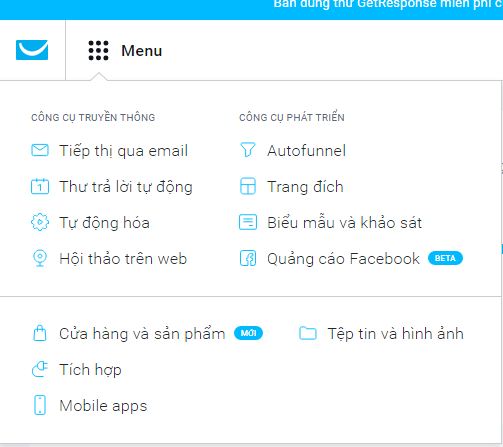 Bạn dùng thử GetResponse miễn phí c
Menu
CÔNG CỤ TRUYỀN THÔNG
Tiếp thị qua email
Thư trả lời tự động
Tự động hóa
Hội thảo trên web
CÔNG CỤ PHÁT TRIỂN
Autofunnel
Trang đích
Biểu mẫu và khảo sát
Quảng cáo Facebook BETA
Cửa hàng và sản phẩm MỚI
Tệp tin và hình ảnh
Tích hợp
Mobile apps